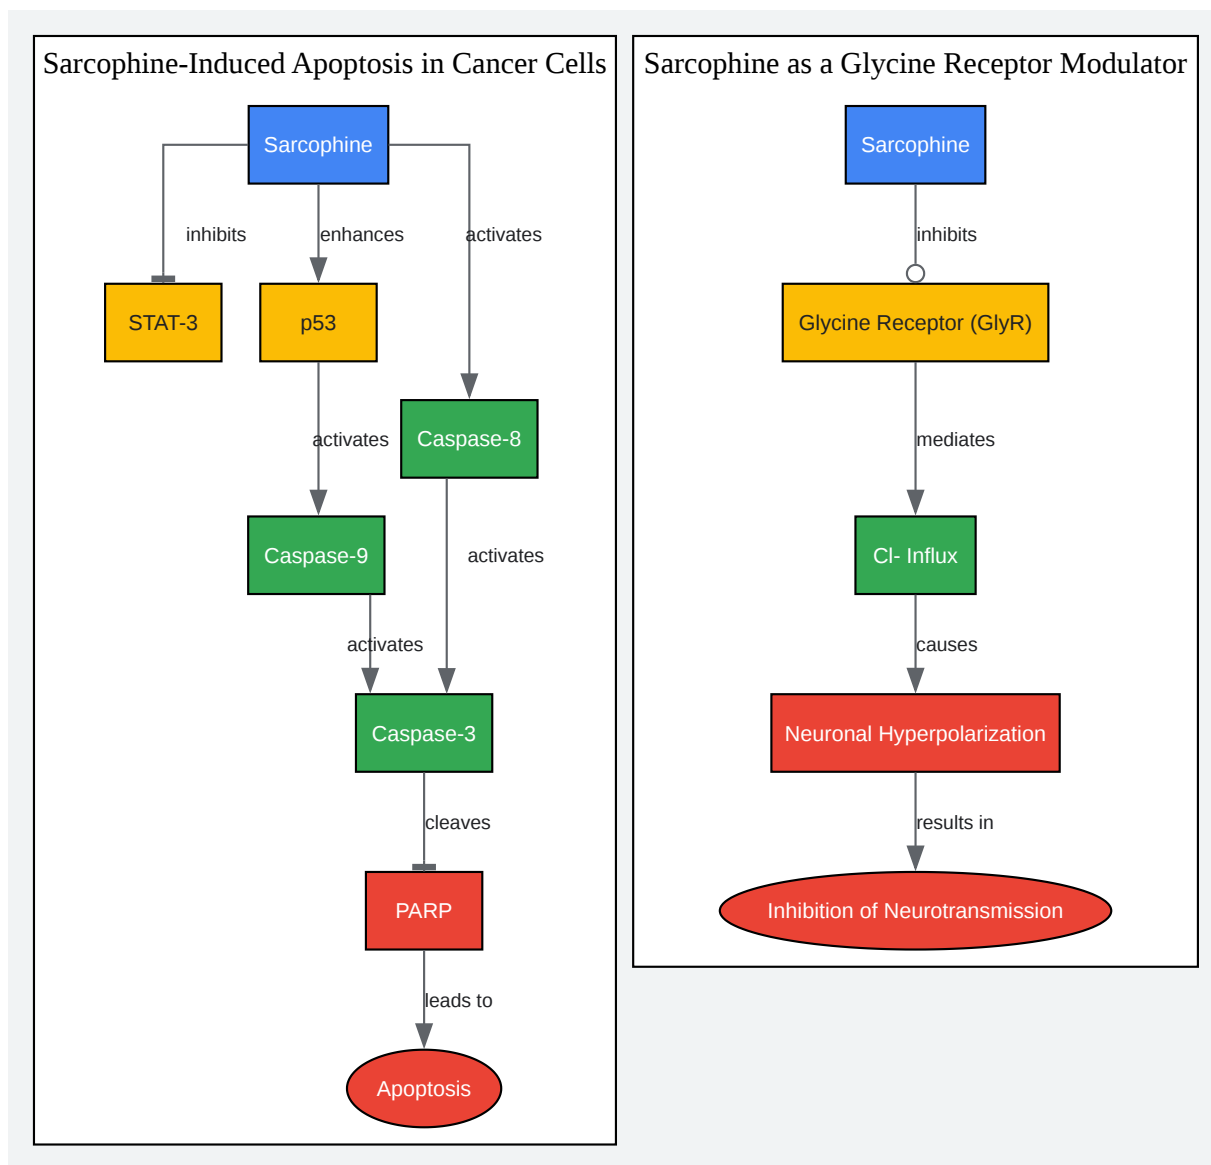 Sarcophine-Induced Apoptosis in Cancer Cells
Sarcophine
inhibits
enhances
activates
STAT-3
p53
activates
Caspase-8
Caspase-9
activates
activates
Caspase-3
cleaves
PARP
leads to
Apoptosis
Sarcophine as a Glycine Receptor Modulator
Sarcophine
inhibits
Glycine Receptor (GlyR)
mediates
Cl- Influx
causes
Neuronal Hyperpolarization
results in
Inhibition of Neurotransmission